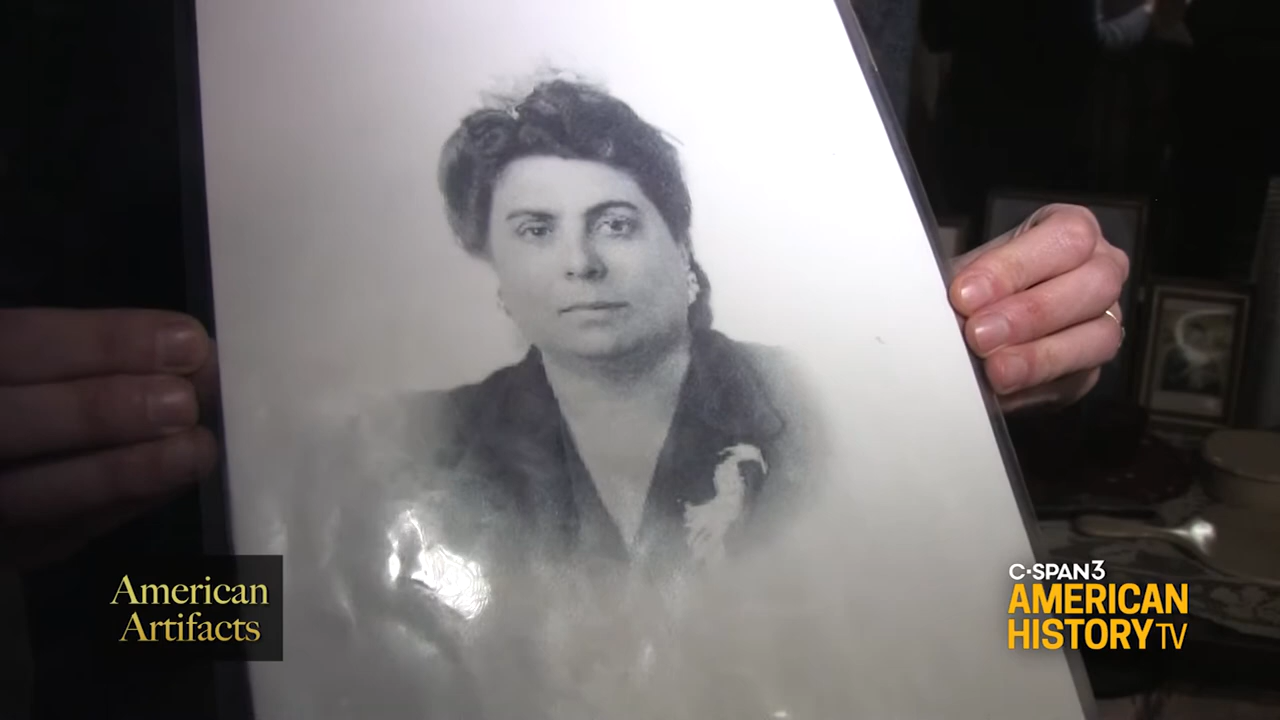 American
Artifacts
C-SPAN3
AMERICAN
HISTORY TV